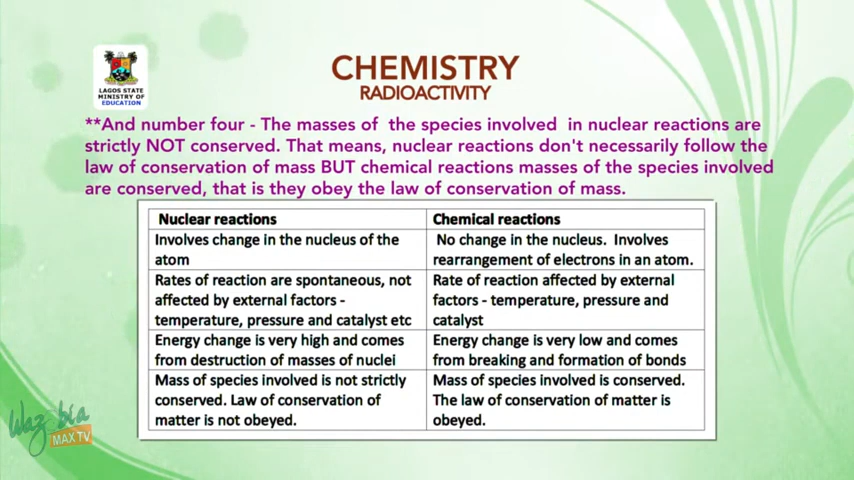 CHEMISTRY
RADIOACTIVITY
LAGOS STATE
MINISTRY OF
EDUCATION
**And number four - The masses of the species involved in nuclear reactions are
strictly NOT conserved. That means, nuclear reactions don't necessarily follow the
law of conservation of mass BUT chemical reactions masses of the species involved
are conserved, that is they obey the law of conservation of mass.
Nuclear reactions
Chemical reactions
Involves change in the nucleus of the
atom
No change in the nucleus. Involves
rearrangement of electrons in an atom.
Rates of reaction are spontaneous, not
affected by external factors -
temperature, pressure and catalyst etc
Rate of reaction affected by external
factors - temperature, pressure and
catalyst
Energy change is very high and comes
from destruction of masses of nuclei
Energy change is very low and comes
from breaking and formation of bonds
Mass of species involved is not strictly
conserved. Law of conservation of
matter is not obeyed.
Mass of species involved is conserved.
The law of conservation of matter is
obeyed.
Wazobia
MAX TV